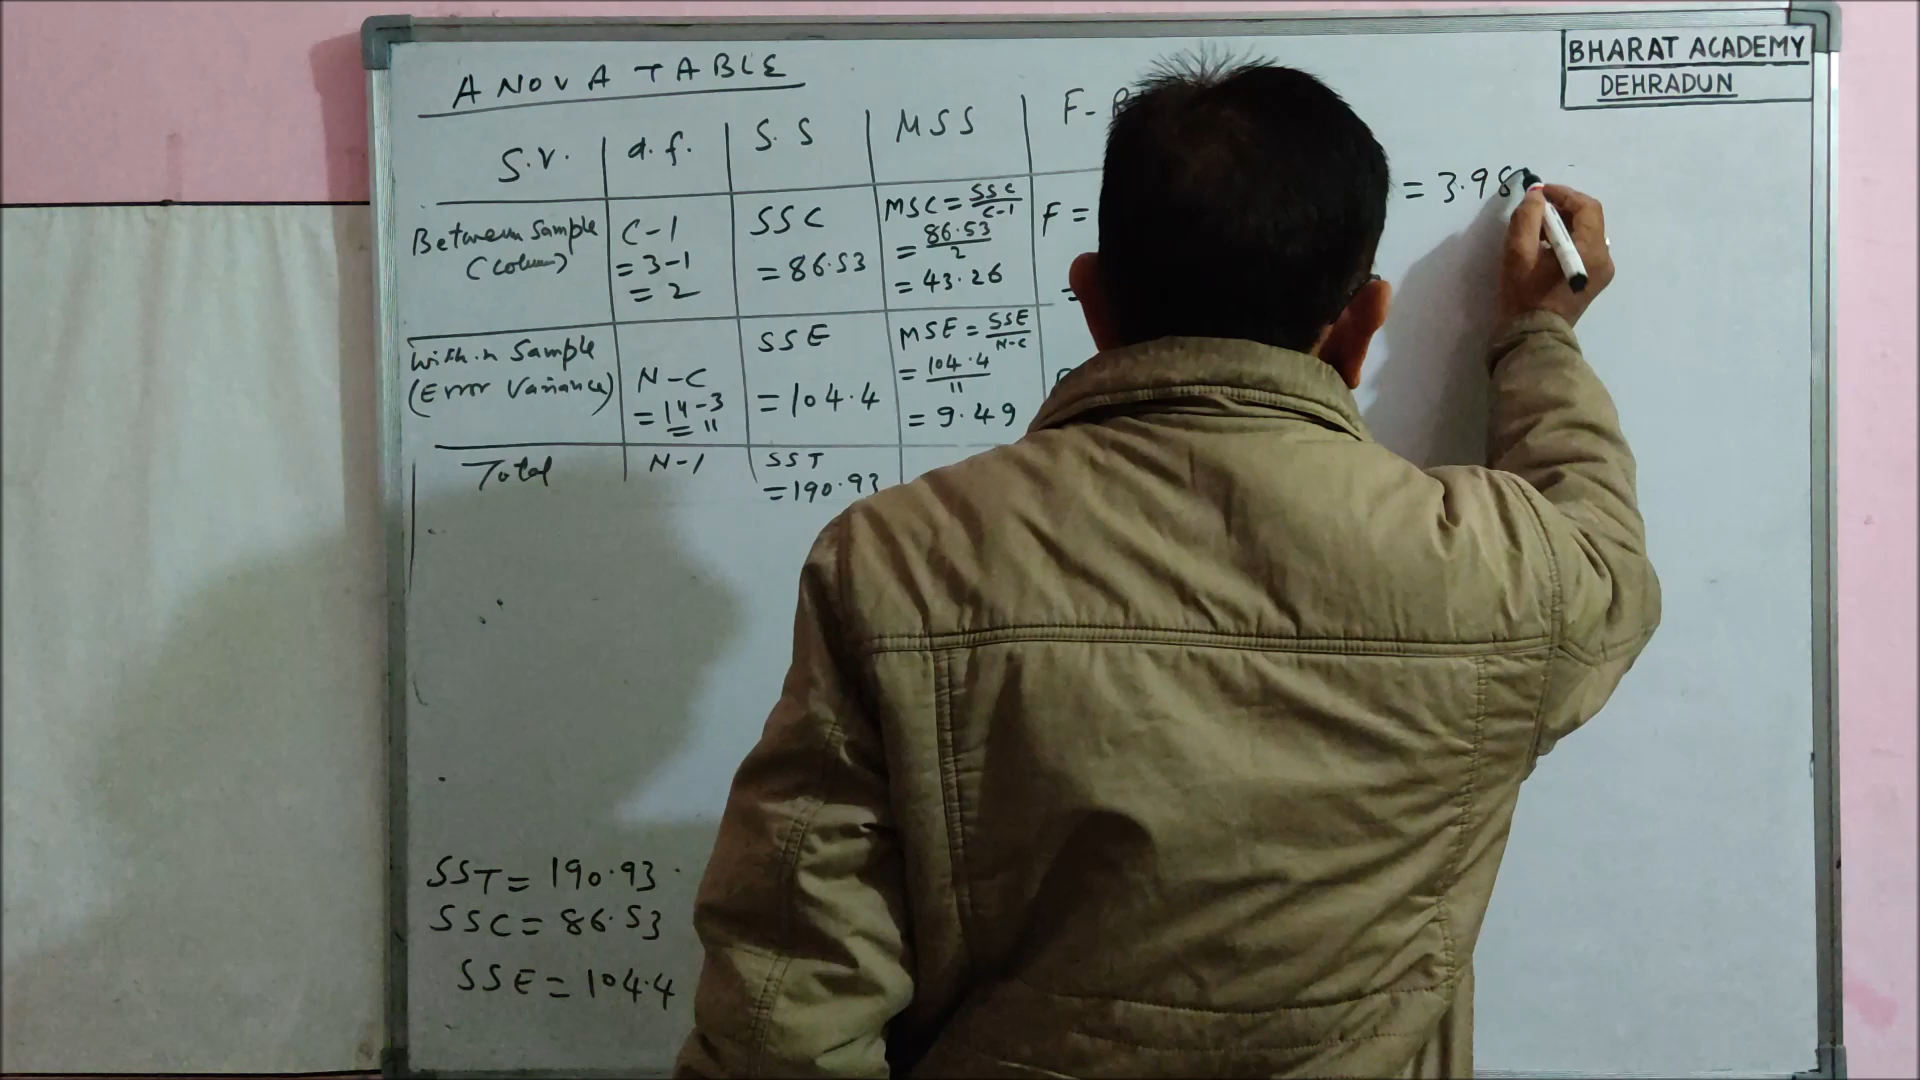 BHARAT ACADEMY
DEHRADUN
ANOVA TABLE
S.V. d.f. S.S MSS F-
Between Sample
(Column)
C-1
=3-1
=2
SSC
=86.53
MSC=SSC/C-1
=86.53/2
=43.26
F=
=
=3.98
Within Sample
(Error Variance)
N-C
=14-3
=11
SSE
=104.4
MSE=SSE/N-C
=104.4/11
=9.49
Total N-1 SST
=190.93
SST=190.93
SSC=86.53
SSE=104.4